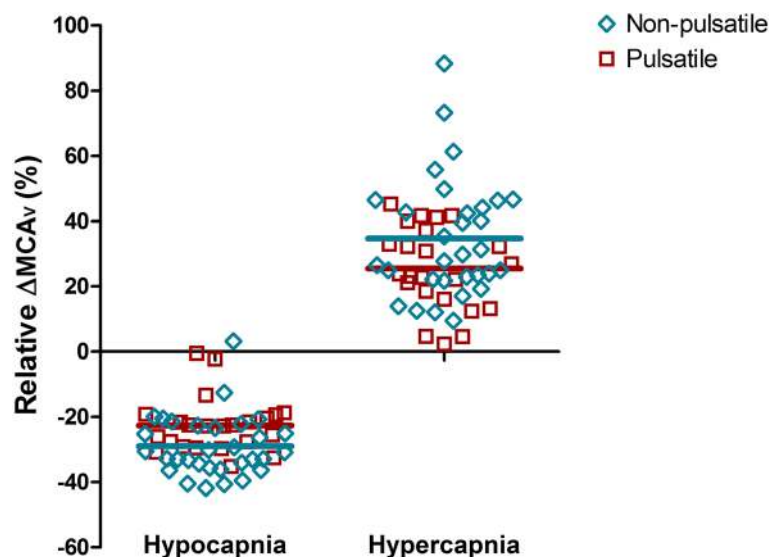 Relative ΔMCAv (%)
100
80
60
40
20
0
-20
-40
-60
Hypocapnia
Hypercapnia
Non-pulsatile
Pulsatile